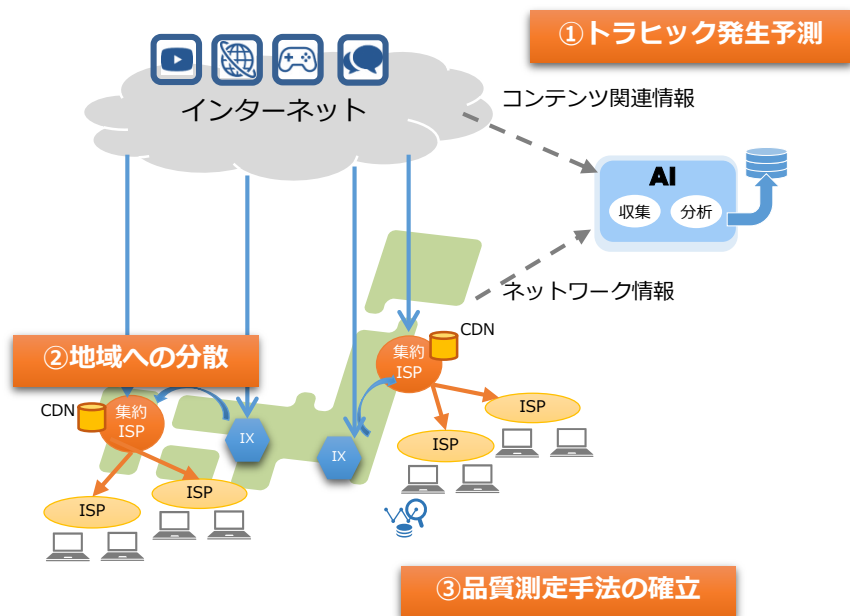 ①トラヒック発生予測
インターネット
コンテンツ関連情報
AI
収集
分析
ネットワーク情報
CDN
集約
ISP
②地域への分散
ISP
CDN
集約
ISP
IX
ISP
IX
ISP
ISP
③品質測定手法の確立